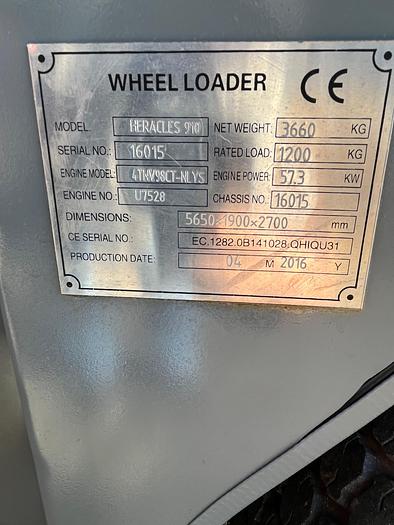 WHEEL LOADER CE
MODEL: HERACLES 910 NET WEIGHT: 3660 KG
SERIAL NO.: 16015 RATED LOAD: 1200 KG
ENGINE MODEL: 4TNV98CT-NLYS ENGINE POWER: 57.3 KW
ENGINE NO.: U7528 CHASSIS NO.: 16015
DIMENSIONS: 5650×1900×2700 mm
CE SERIAL NO.: EC.1282.0B141028.QHIQU31
PRODUCTION DATE: 04 M 2016 Y